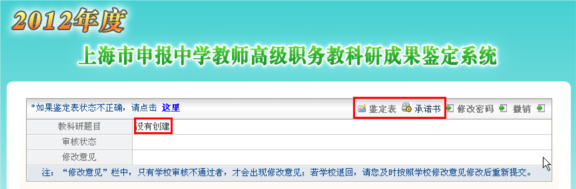 2012年度
上海市申报中学教师高级职务教科研成果鉴定系统
*如果鉴定表状态不正确，请点击 这里 鉴定表 承诺书 修改密码 撤销
教科研题目 没有创建
审核状态
修改意见
注：“修改意见”栏中，只有学校审核不通过者，才会出现修改意见；若学校退回，请您及时按照学校修改意见修改后重新提交。